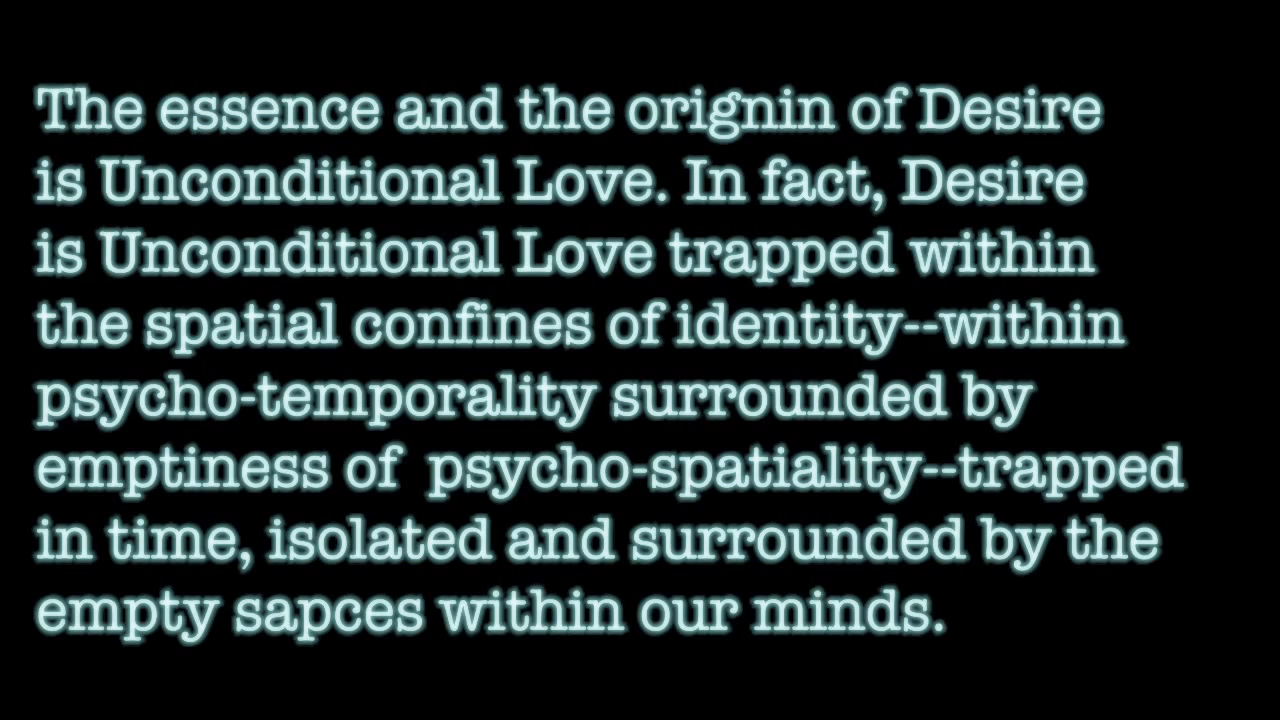 The essence and the orignin of Desire
is Unconditional Love. In fact, Desire
is Unconditional Love trapped within
the spatial confines of identity--within
psycho-temporality surrounded by
emptiness of  psycho-spatiality--trapped
in time, isolated and surrounded by the
empty sapces within our minds.